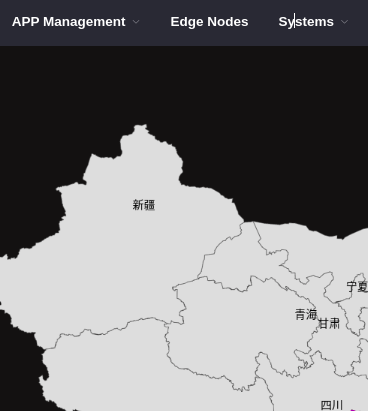 APP Management Edge Nodes Systems
新疆
宁夏
青海
甘肃
四川